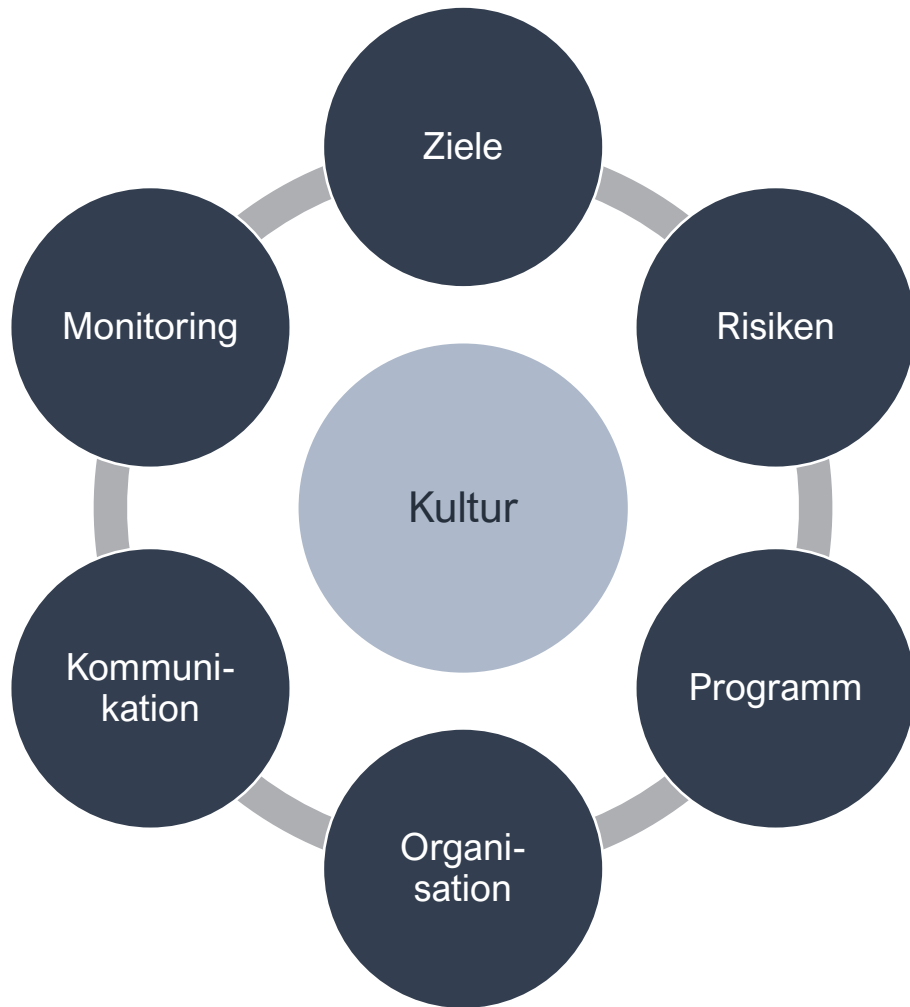 Ziele
Risiken
Programm
Organi-
sation
Kommuni-
kation
Monitoring
Kultur